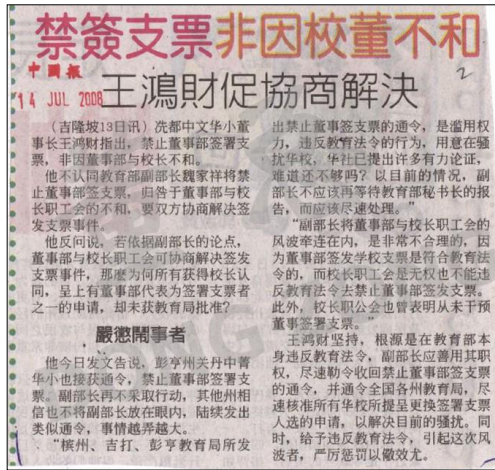 禁簽支票非因校董不和
中國報
14 JUL 2008
2
王鴻財促協商解決
（吉隆坡13日讯）冼都中文华小董
事长王鸿财指出，禁止董事部签署支
票，非因董事与校长不和。
他不认同教育部副部长魏家祥将禁
止董事部签支票，归告于董事部与校
长职工会的不和，要双方协商解决签
发支票事件。
他反问说，若依据副部长的论点，
董事部与校长职工会可协商解决签发
支票事件，那麽为何所有获得校长认
同，呈上有董事部代表为签署支票者
之一的申请，却未获教育局批准？
嚴懲鬧事者
他今日发文告说，彭亨州关丹中菁
华小也接获通令，禁止董事部签署支
票。副部长再不采取行动，其他州相
信也不将副部长放在眼内，陆续发出
类似通令，事情越弄越大。
“槟州、吉打、彭亨教育局所发
出禁止董事签支票的通令，是滥用权
力，违反教育法令的行为，用意在骚
扰华校，华社已提出许多有力论证，
难道还不够吗？以目前的情况，副部
长不应该再等待教育部秘书长的报
告，而应该尽速处理。”
“副部长将董事部与校长职工会的
风波牵连在内，是非常不合理的，因
为董事部签发学校支票是符合教育法
令的，而校长职工会是无权也不能违
反教育法令去禁止董事部签发支票。
此外，校长职公会也曾表明从未干预
董事签署支票。”
王鸿财坚持，根源是在教育部本
身违反教育法令，副部长应善用其职
权，尽速勒令收回禁止董事部签支票
的通令，并通令全国各州教育局，尽
速核准所有华校所提呈更换签署支票
人选的申请，以解决目前的骚扰。同
时，给予违反教育法令，引起这次风
波者，严厉惩罚以儆效尤。